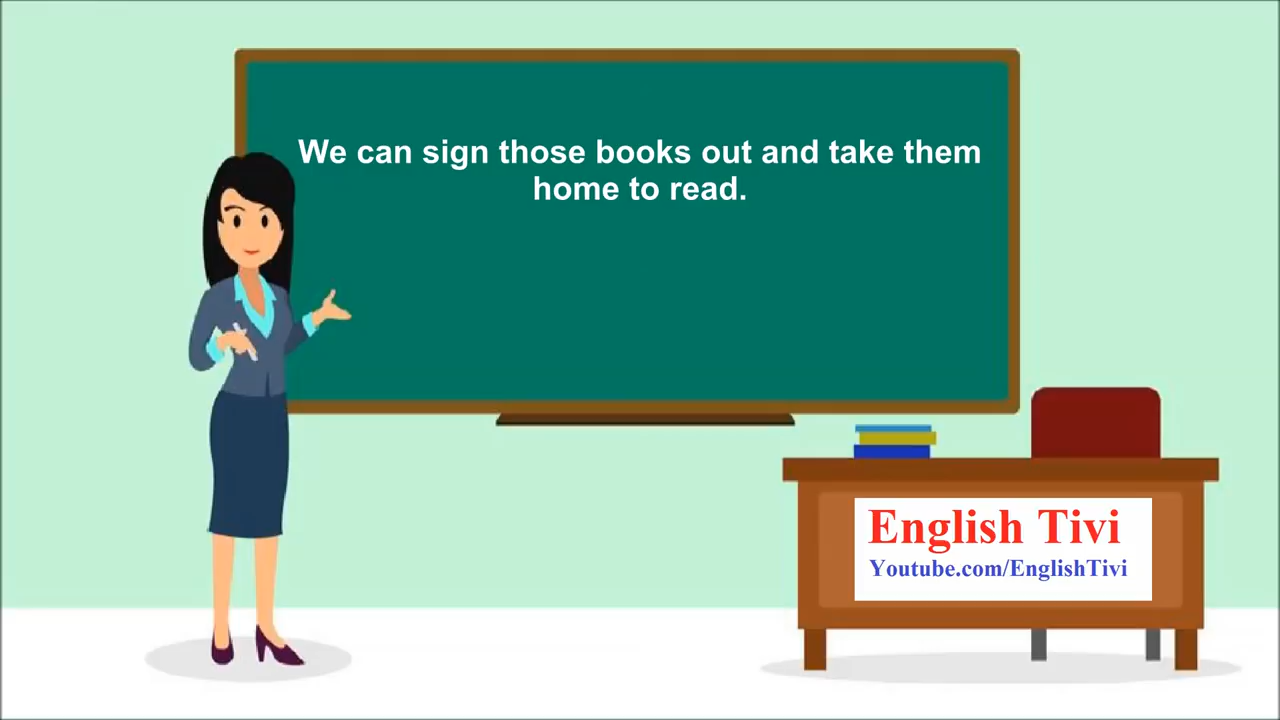 We can sign those books out and take them
home to read.
English Tivi
Youtube.com/EnglishTivi